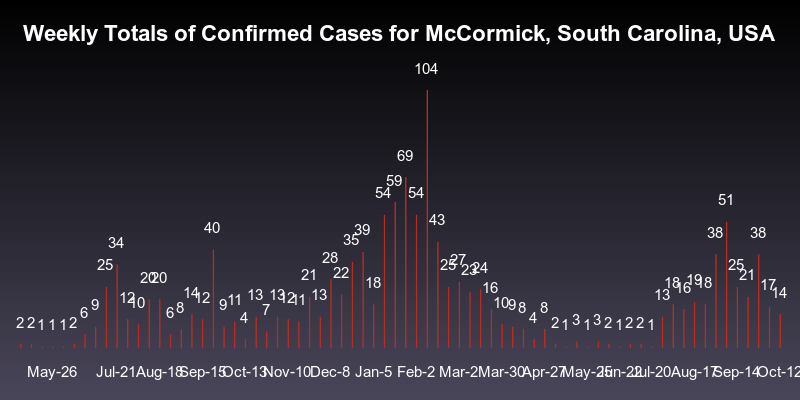 Weekly Totals of Confirmed Cases for McCormick, South Carolina, USA
2 2 1 1 1 2 6 9 25 34 12 10 20 20 6 8 14 12 40 9 11 4 13 7 13 12 11 21 13 28 22 35 39 18 54 59 69 54 104 43 25 27 23 24 16 10 9 8 4 8 2 1 3 1 3 2 1 2 2 1 13 18 16 19 18 38 51 25 21 38 17 14
May-26 Jul-21 Aug-18 Sep-15 Oct-13 Nov-10 Dec-8 Jan-5 Feb-2 Mar-2 Mar-30 Apr-27 May-25 Jun-22 Jul-20 Aug-17 Sep-14 Oct-12